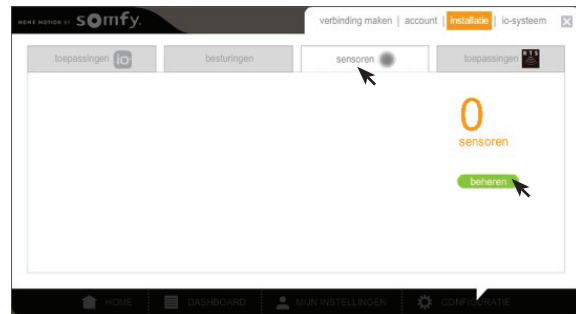 HOME MOTION BY somfy.
verbinding maken | account | installatie | io-systeem
toepassingen io
besturingen
sensoren
toepassingen RTS
0
sensoren
beheren
HOME
DASHBOARD
MIJN INSTELLINGEN
CONFIGURATIE